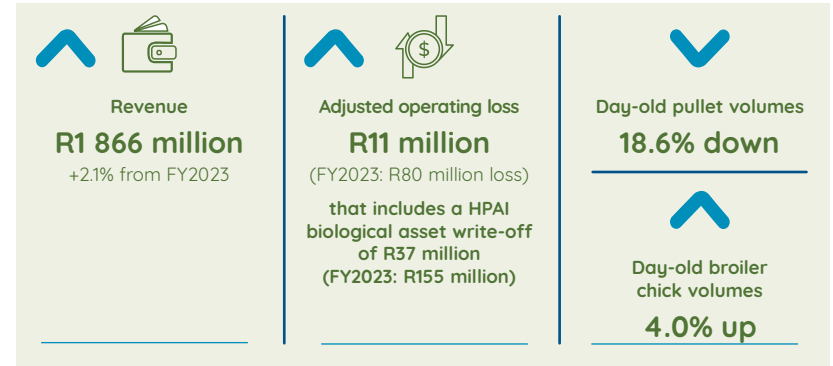 Revenue
R1 866 million
+2.1% from FY2023
$
Adjusted operating loss
R11 million
(FY2023: R80 million loss)
that includes a HPAI
biological asset write-off
of R37 million
(FY2023: R155 million)
Day-old pullet volumes
18.6% down
Day-old broiler
chick volumes
4.0% up